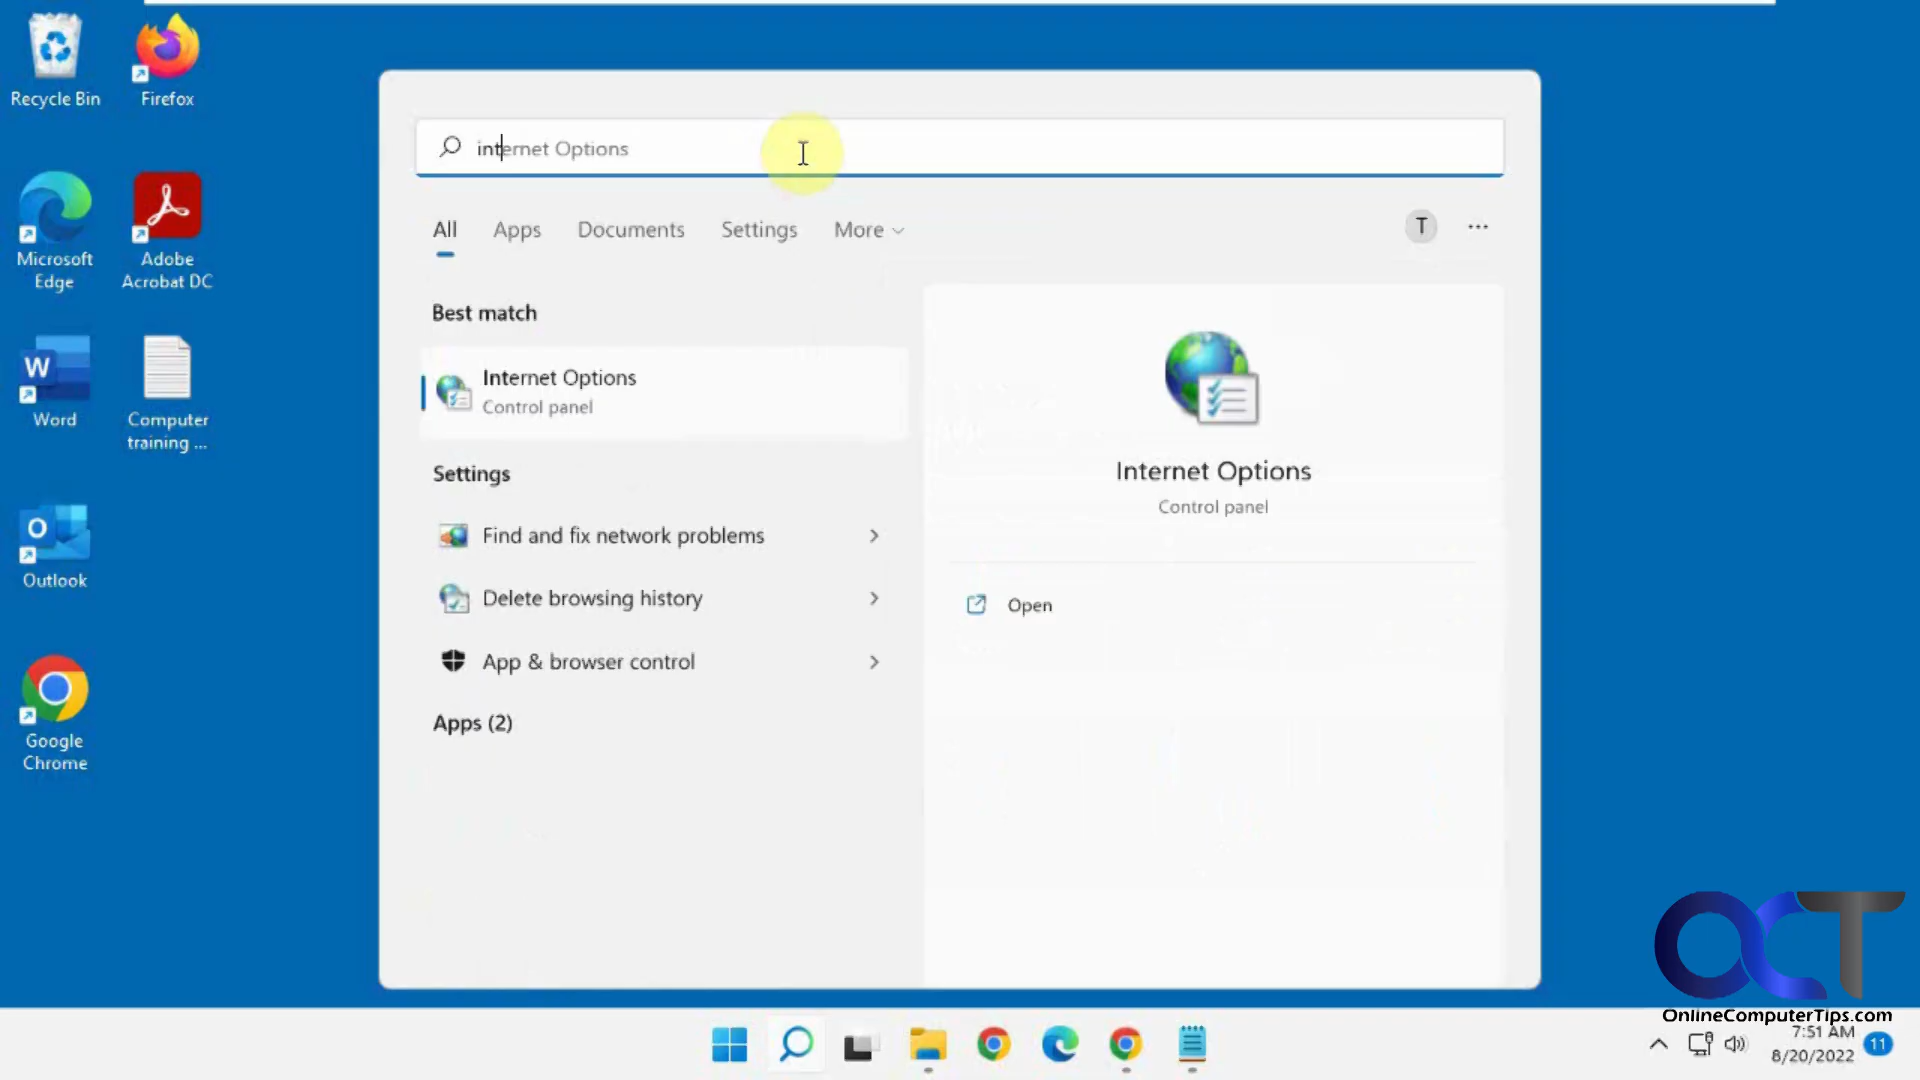 Recycle Bin
Firefox
Microsoft
Edge
Adobe
Acrobat DC
W
Word
Computer
training ...
O
Outlook
Google
Chrome
internet Options
All
Apps
Documents
Settings
More
T
...
Best match
Internet Options
Control panel
Settings
Find and fix network problems
Delete browsing history
App & browser control
Apps (2)
Internet Options
Control panel
Open
OCT
OnlineComputerTips.com
7:51 AM
8/20/2022
11